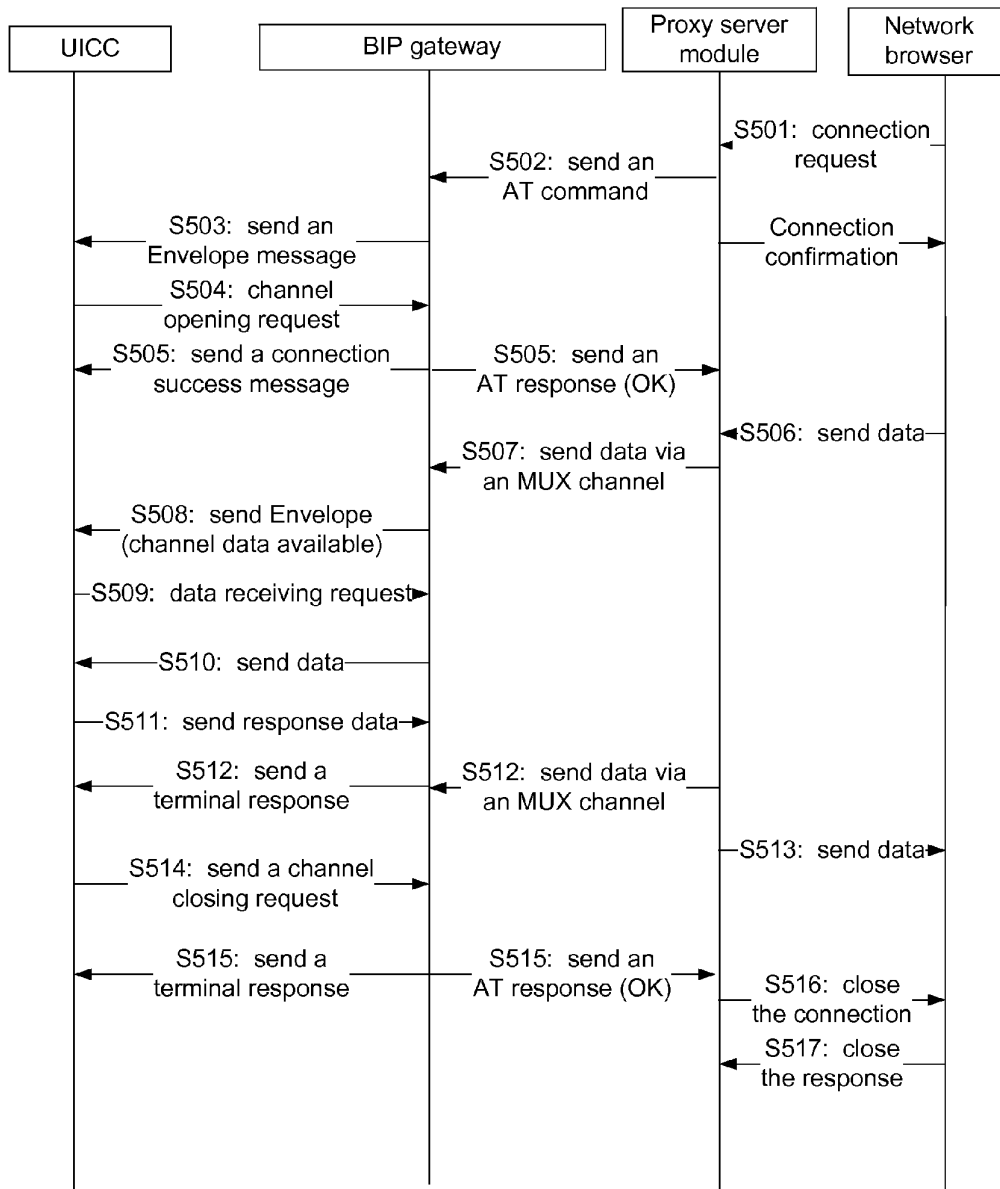 UICC
BIP gateway
Proxy server
module
Network
browser
S501: connection
request
S502: send an
AT command
S503: send an
Envelope message
Connection
confirmation
S504: channel
opening request
S505: send a connection
success message
S505: send an
AT response (OK)
S506: send data
S507: send data via
an MUX channel
S508: send Envelope
(channel data available)
S509: data receiving request
S510: send data
S511: send response data
S512: send a
terminal response
S512: send data via
an MUX channel
S513: send data
S514: send a channel
closing request
S515: send a
terminal response
S515: send an
AT response (OK)
S516: close
the connection
S517: close
the response